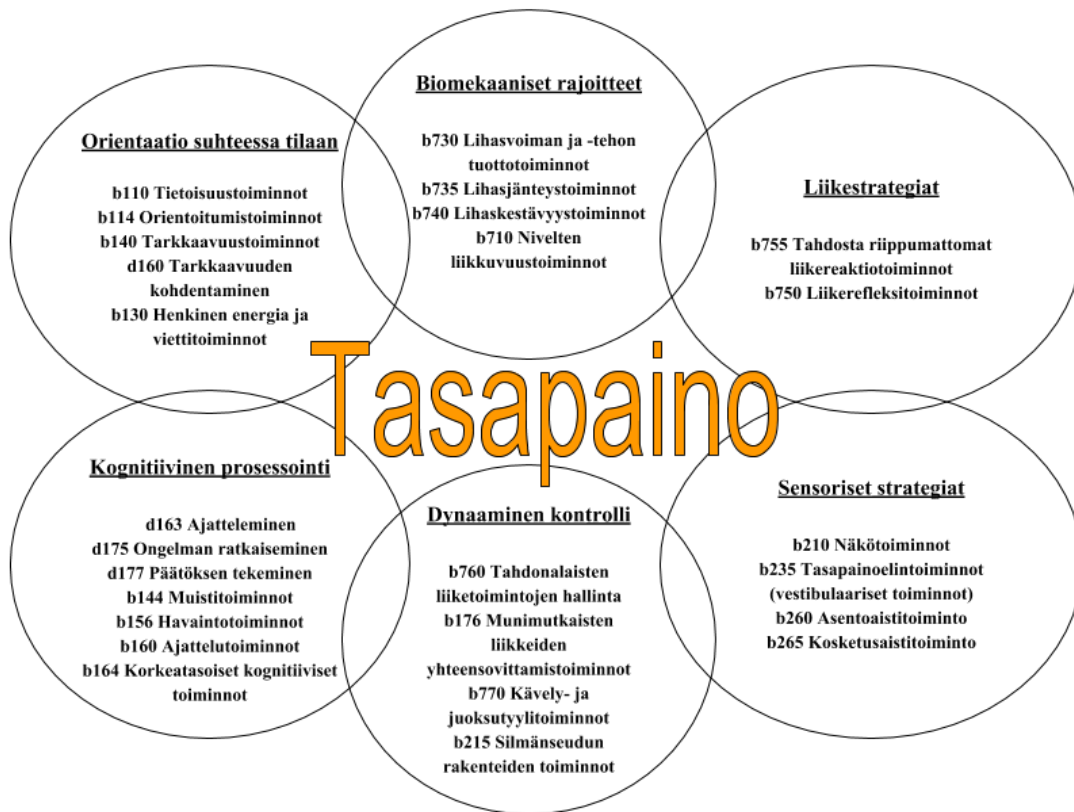 Orientaatio suhteessa tilaan
b110 Tietoisuustoiminnot
b114 Orientoitumistoiminnot
b140 Tarkkaavuustoiminnot
d160 Tarkkaavuuden
kohdentaminen
b130 Henkinen energia ja
viettitoiminnot
Biomekaaniset rajoitteet
b730 Lihasvoiman ja -tehon
tuottotoiminnot
b735 Lihasjänteystoiminnot
b740 Lihaskestävyystoiminnot
b710 Nivelten
liikkuvuustoiminnot
Liikestrategiat
b755 Tahdosta riippumattomat
liikereaktiotoiminnot
b750 Liikerefleksitoiminnot
Tasapaino
Kognitiivinen prosessointi
d163 Ajatteleminen
d175 Ongelman ratkaiseminen
d177 Päätöksen tekeminen
b144 Muistitoiminnot
b156 Havaintotoiminnot
b160 Ajattelutoiminnot
b164 Korkeatasoiset kognitiiviset
toiminnot
Dynaaminen kontrolli
b760 Tahdonalaisten
liiketoimintojen hallinta
b176 Munimutkaisten
liikkeiden
yhteensovittamistoiminnot
b770 Kävely- ja
juoksutyylitoiminnot
b215 Silmänseudun
rakenteiden toiminnot
Sensoriset strategiat
b210 Näkötoiminnot
b235 Tasapainoelintoiminnot
(vestibulaariset toiminnot)
b260 Asentoaistitoiminto
b265 Kosketusaistitoiminto